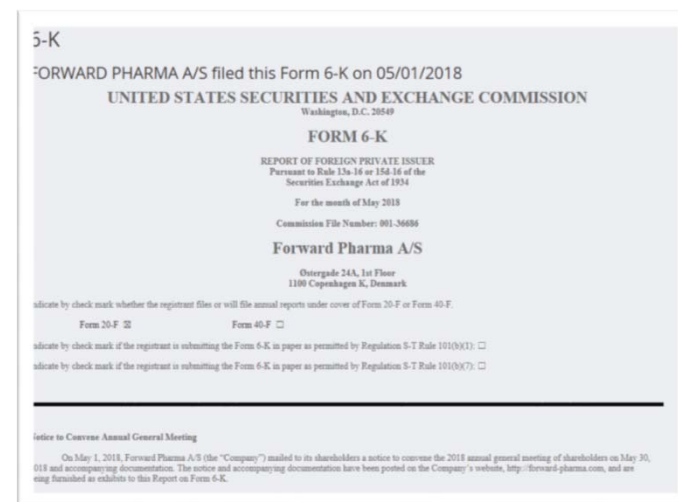 6-K
FORWARD PHARMA A/S filed this Form 6-K on 05/01/2018
UNITED STATES SECURITIES AND EXCHANGE COMMISSION
Washington, D.C. 20549
FORM 6-K
REPORT OF FOREIGN PRIVATE ISSUER
Pursuant to Rule 13a-16 or 15d-16 of the
Securities Exchange Act of 1934
For the month of May 2018
Commission File Number: 001-36686
Forward Pharma A/S
Østergade 24A, 1st Floor
1100 Copenhagen K, Denmark
ndicate by check mark whether the registrant files or will file annual reports under cover of Form 20-F or Form 40-F.
Form 20-F ☒ Form 40-F ☐
ndicate by check mark if the registrant is submitting the Form 6-K in paper as permitted by Regulation S-T Rule 101(b)(1): ☐
ndicate by check mark if the registrant is submitting the Form 6-K in paper as permitted by Regulation S-T Rule 101(b)(7): ☐
Notice to Convene Annual General Meeting
On May 1, 2018, Forward Pharma A/S (the “Company”) mailed to its shareholders a notice to convene the 2018 annual general meeting of shareholders on May 30,
018 and accompanying documentation. The notice and accompanying documentation have been posted on the Company’s website, http://forward-pharma.com, and are
eing furnished as exhibits to this Report on Form 6-K.